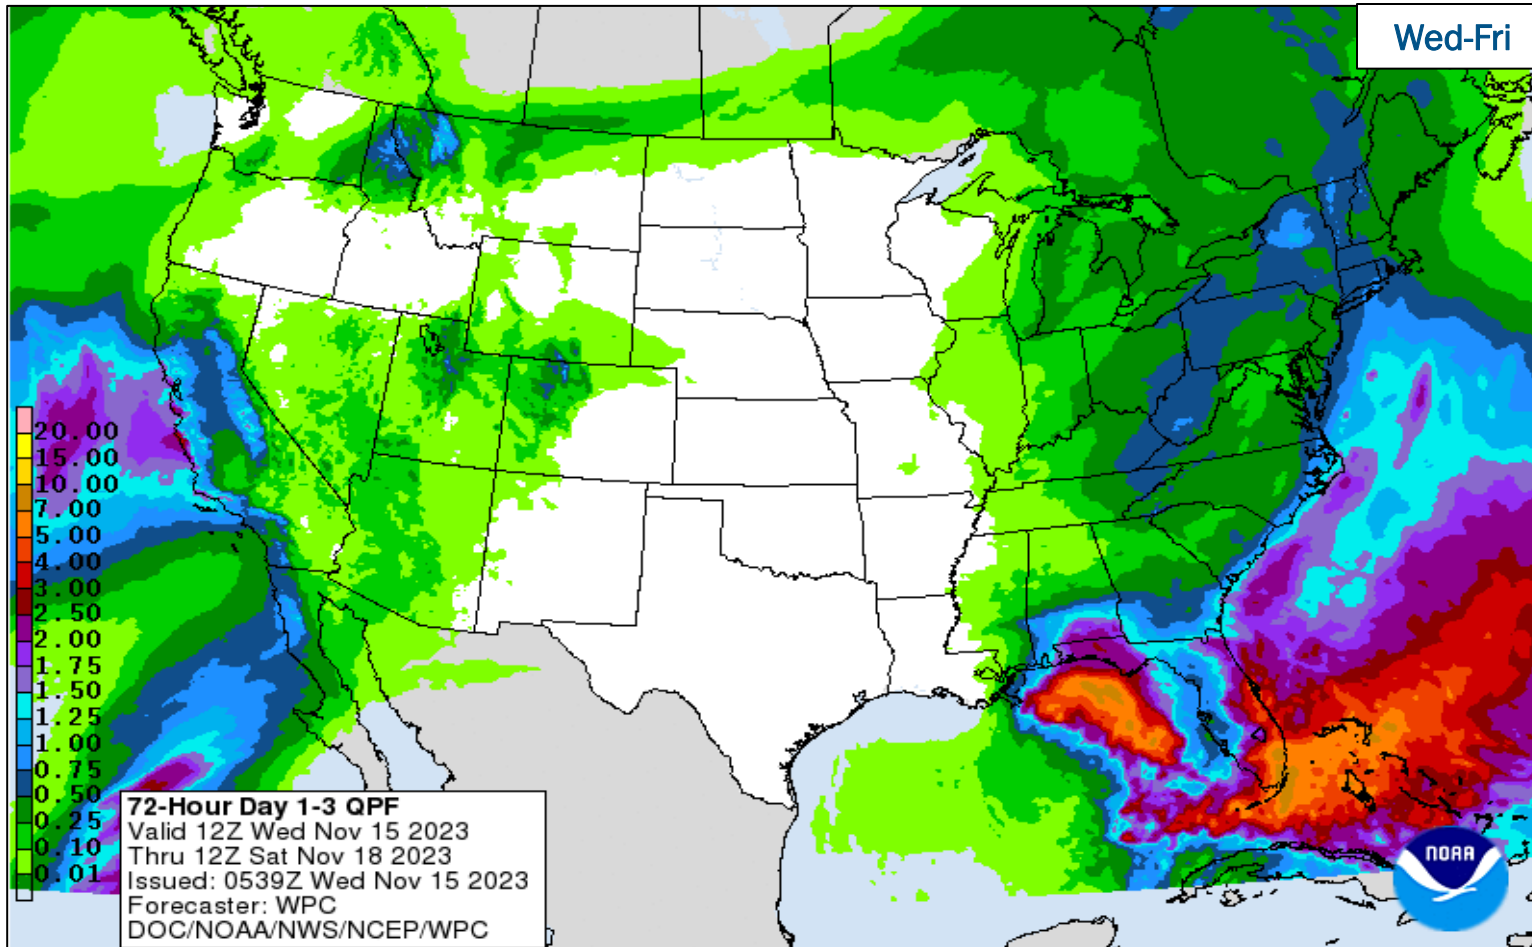 Wed-Fri
20.00
15.00
10.00
7.00
5.00
4.00
3.00
2.50
2.00
1.75
1.50
1.25
1.00
0.75
0.50
0.25
0.10
0.01
72-Hour Day 1-3 QPF
Valid 12Z Wed Nov 15 2023
Thru 12Z Sat Nov 18 2023
Issued: 0539Z Wed Nov 15 2023
Forecaster: WPC
DOC/NOAA/NWS/NCEP/WPC
NOAA